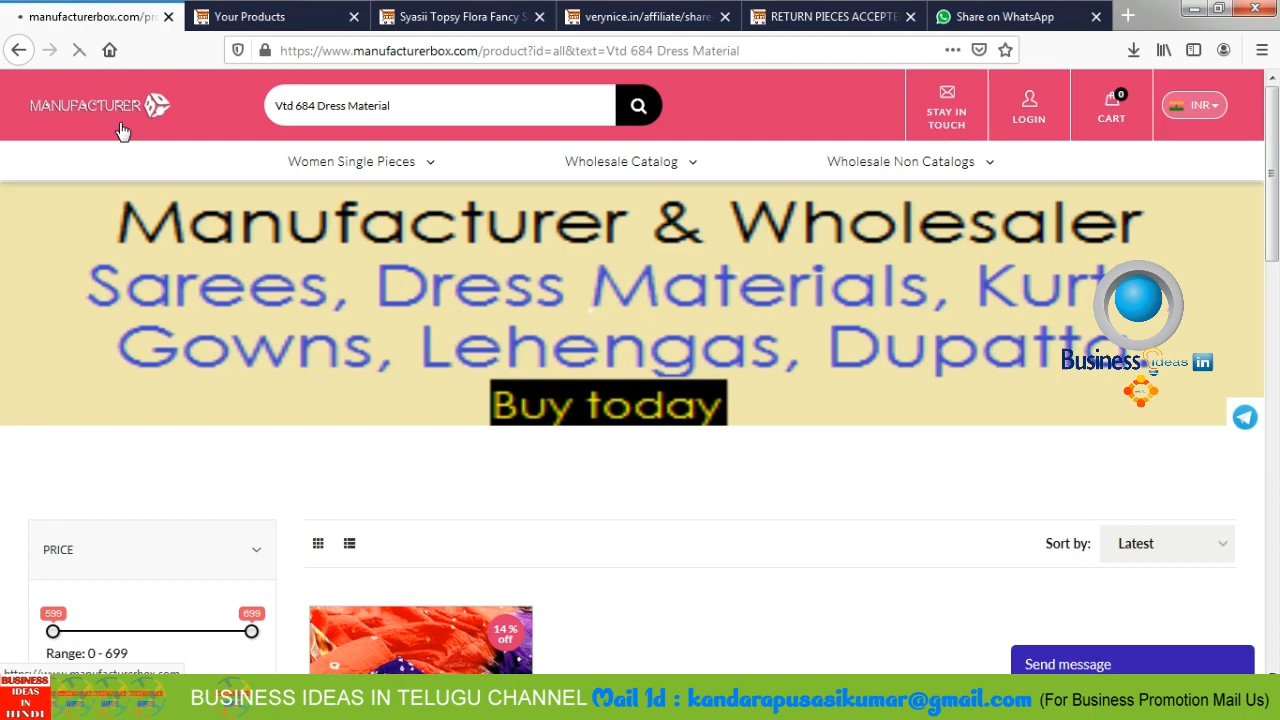 manufacturerbox.com/pr
Your Products
Syasii Topsy Flora Fancy S
verynice.in/affiliate/share-
RETURN PIECES ACCEPTE
Share on WhatsApp
https://www.manufacturerbox.com/product?id=all&text=Vtd 684 Dress Material
MANUFACTURER
Vtd 684 Dress Material
STAY IN
TOUCH
LOGIN
0
CART
INR
Women Single Pieces
Wholesale Catalog
Wholesale Non Catalogs
Manufacturer & Wholesaler
Sarees, Dress Materials, Kurt
Gowns, Lehengas, Dupatta
Buy today
Business ideas in
PRICE
Sort by:
Latest
599
699
Range: 0 - 699
14 %
off
Send message
https://www.manufacturerbox.com
BUSINESS
IDEAS
IN
HINDI
BUSINESS IDEAS IN TELUGU CHANNEL Mail Id : kandarapusasikumar@gmail.com (For Business Promotion Mail Us)